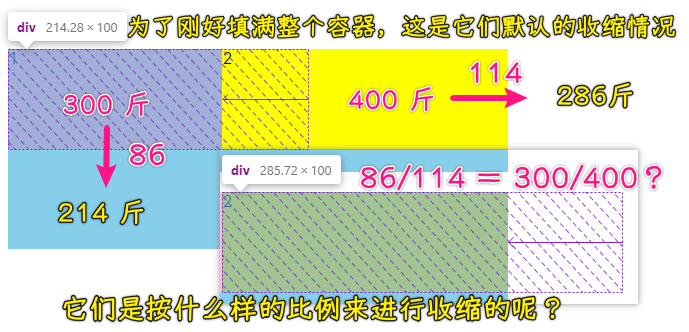 为了刚好填满整个容器，这是它们默认的收缩情况
div 214.28 × 100
1
2
300 斤
400 斤
114
286斤
86
div 285.72 × 100
86/114 = 300/400？
214 斤
2
它们是按什么样的比例来进行收缩的呢？